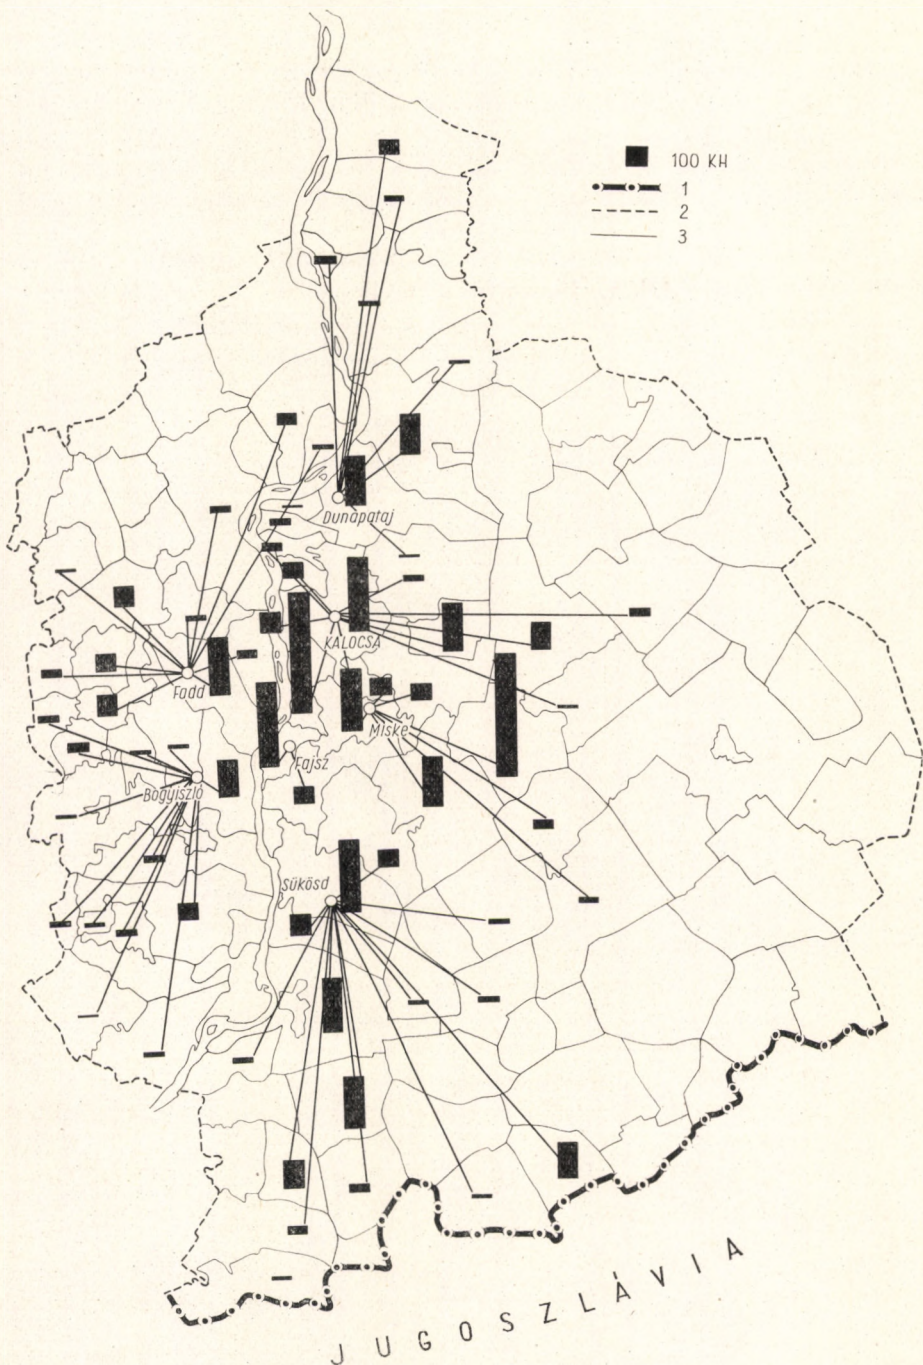 100 KH
1
2
3
Dunapataj
KALOCSA
Fadd
Miske
Fajsz
Bogyiszló
Sükösd
JUGOSZLÁVIA